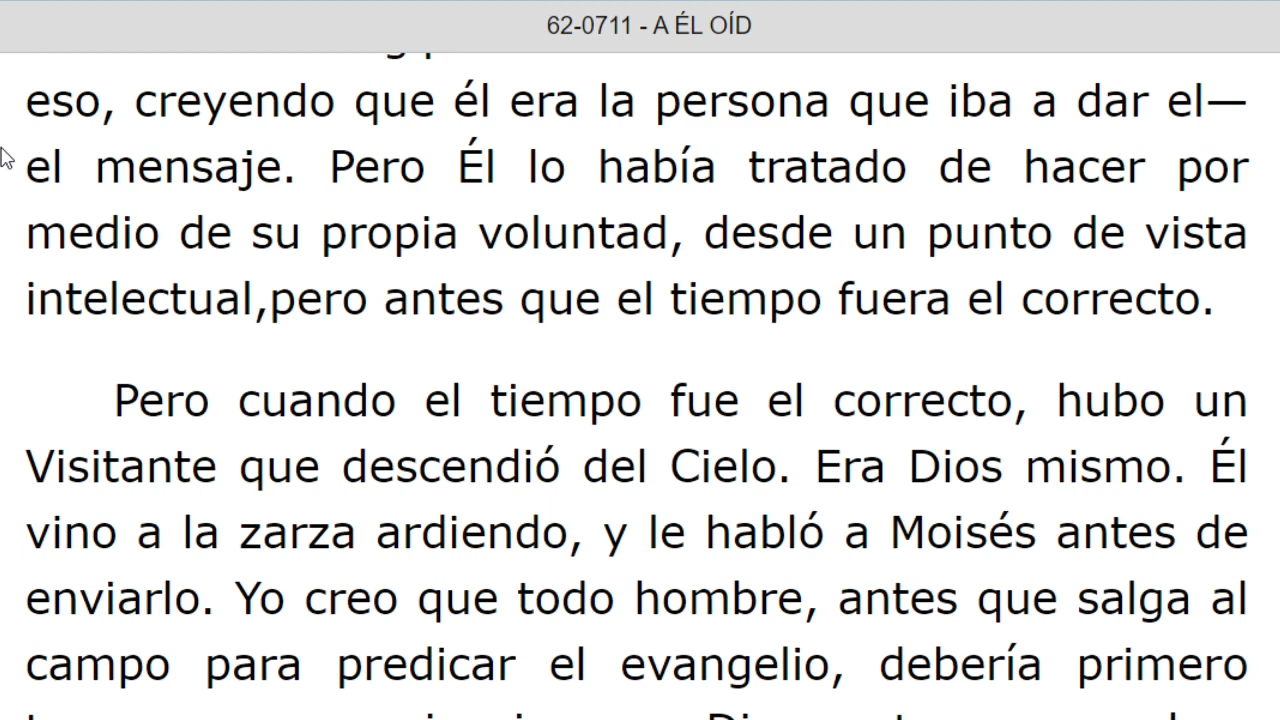 62-0711 - A ÉL OÍD
eso, creyendo que él era la persona que iba a dar el—
el mensaje. Pero Él lo había tratado de hacer por
medio de su propia voluntad, desde un punto de vista
intelectual,pero antes que el tiempo fuera el correcto.
Pero cuando el tiempo fue el correcto, hubo un
Visitante que descendió del Cielo. Era Dios mismo. Él
vino a la zarza ardiendo, y le habló a Moisés antes de
enviarlo. Yo creo que todo hombre, antes que salga al
campo para predicar el evangelio, debería primero